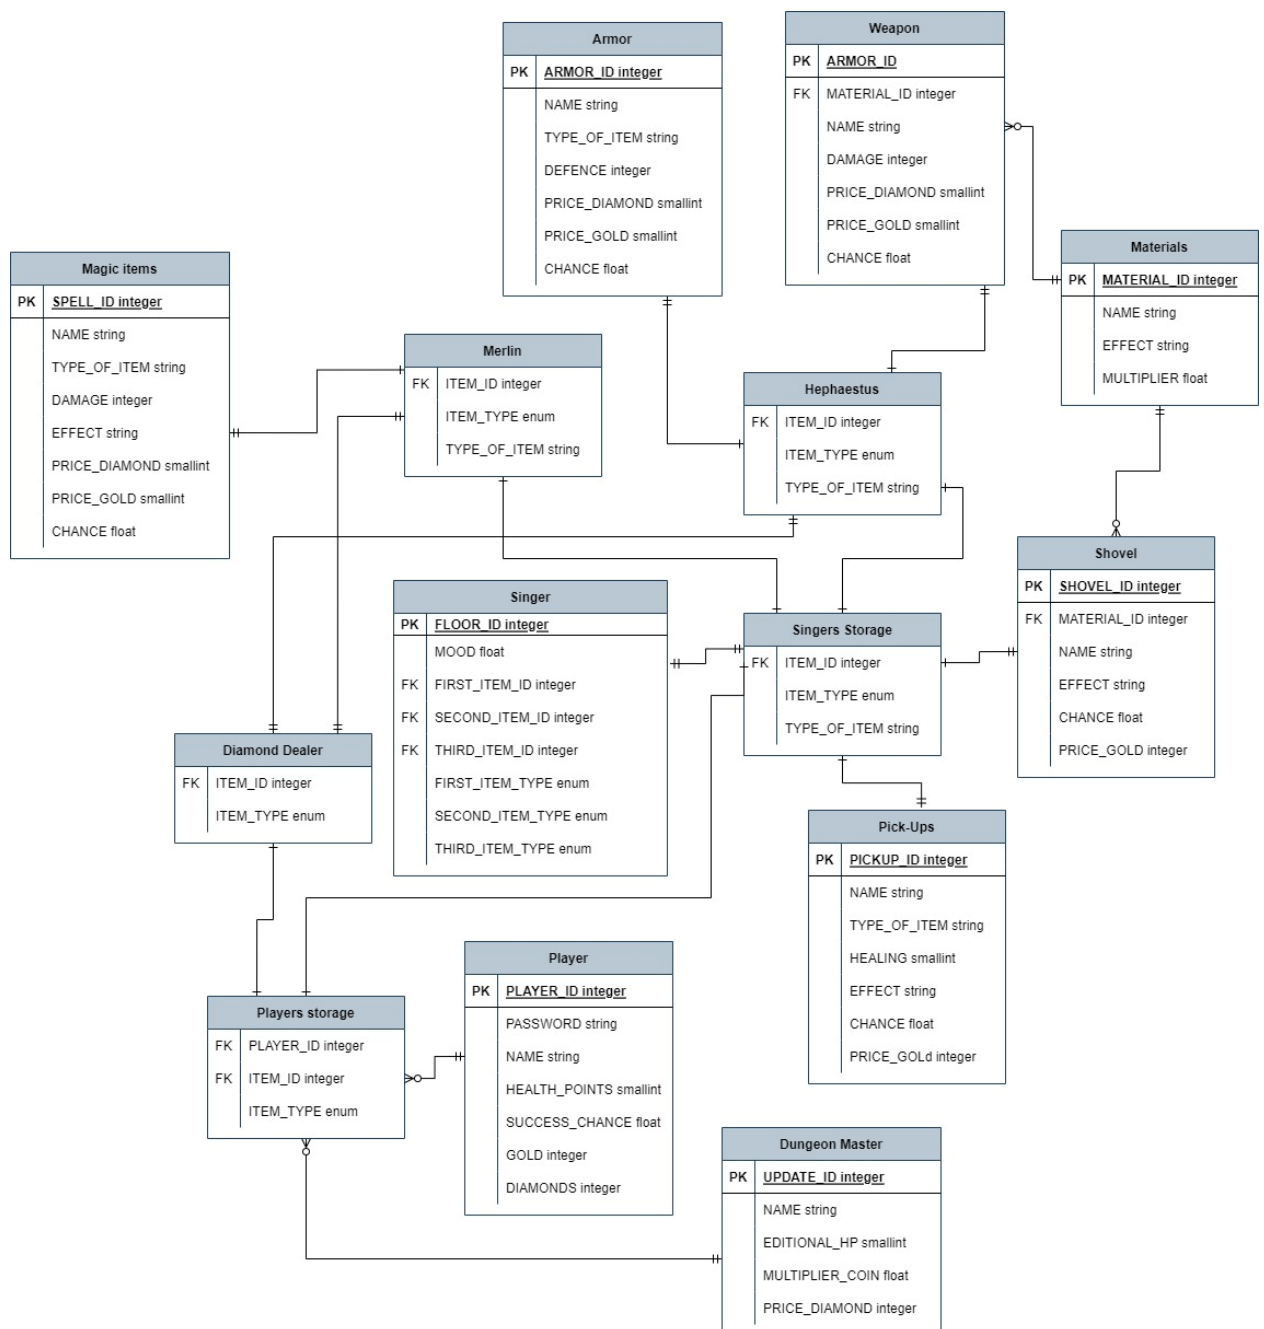 Armor
PK ARMOR_ID integer
NAME string
TYPE_OF_ITEM string
DEFENCE integer
PRICE_DIAMOND smallint
PRICE_GOLD smallint
CHANCE float
Weapon
PK ARMOR_ID
FK MATERIAL_ID integer
NAME string
DAMAGE integer
PRICE_DIAMOND smallint
PRICE_GOLD smallint
CHANCE float
Materials
PK MATERIAL_ID integer
NAME string
EFFECT string
MULTIPLIER float
Magic items
PK SPELL_ID integer
NAME string
TYPE_OF_ITEM string
DAMAGE integer
EFFECT string
PRICE_DIAMOND smallint
PRICE_GOLD smallint
CHANCE float
Merlin
FK ITEM_ID integer
ITEM_TYPE enum
TYPE_OF_ITEM string
Hephaestus
FK ITEM_ID integer
ITEM_TYPE enum
TYPE_OF_ITEM string
Shovel
PK SHOVEL_ID integer
FK MATERIAL_ID integer
NAME string
EFFECT string
CHANCE float
PRICE_GOLD integer
Singer
PK FLOOR_ID integer
MOOD float
FK FIRST_ITEM_ID integer
FK SECOND_ITEM_ID integer
FK THIRD_ITEM_ID integer
FIRST_ITEM_TYPE enum
SECOND_ITEM_TYPE enum
THIRD_ITEM_TYPE enum
Singers Storage
FK ITEM_ID integer
ITEM_TYPE enum
TYPE_OF_ITEM string
Diamond Dealer
FK ITEM_ID integer
ITEM_TYPE enum
Pick-Ups
PK PICKUP_ID integer
NAME string
TYPE_OF_ITEM string
HEALING smallint
EFFECT string
CHANCE float
PRICE_GOLd integer
Player
PK PLAYER_ID integer
PASSWORD string
NAME string
HEALTH_POINTS smallint
SUCCESS_CHANCE float
GOLD integer
DIAMONDS integer
Players storage
FK PLAYER_ID integer
FK ITEM_ID integer
ITEM_TYPE enum
Dungeon Master
PK UPDATE_ID integer
NAME string
EDITIONAL_HP smallint
MULTIPLIER_COIN float
PRICE_DIAMOND integer